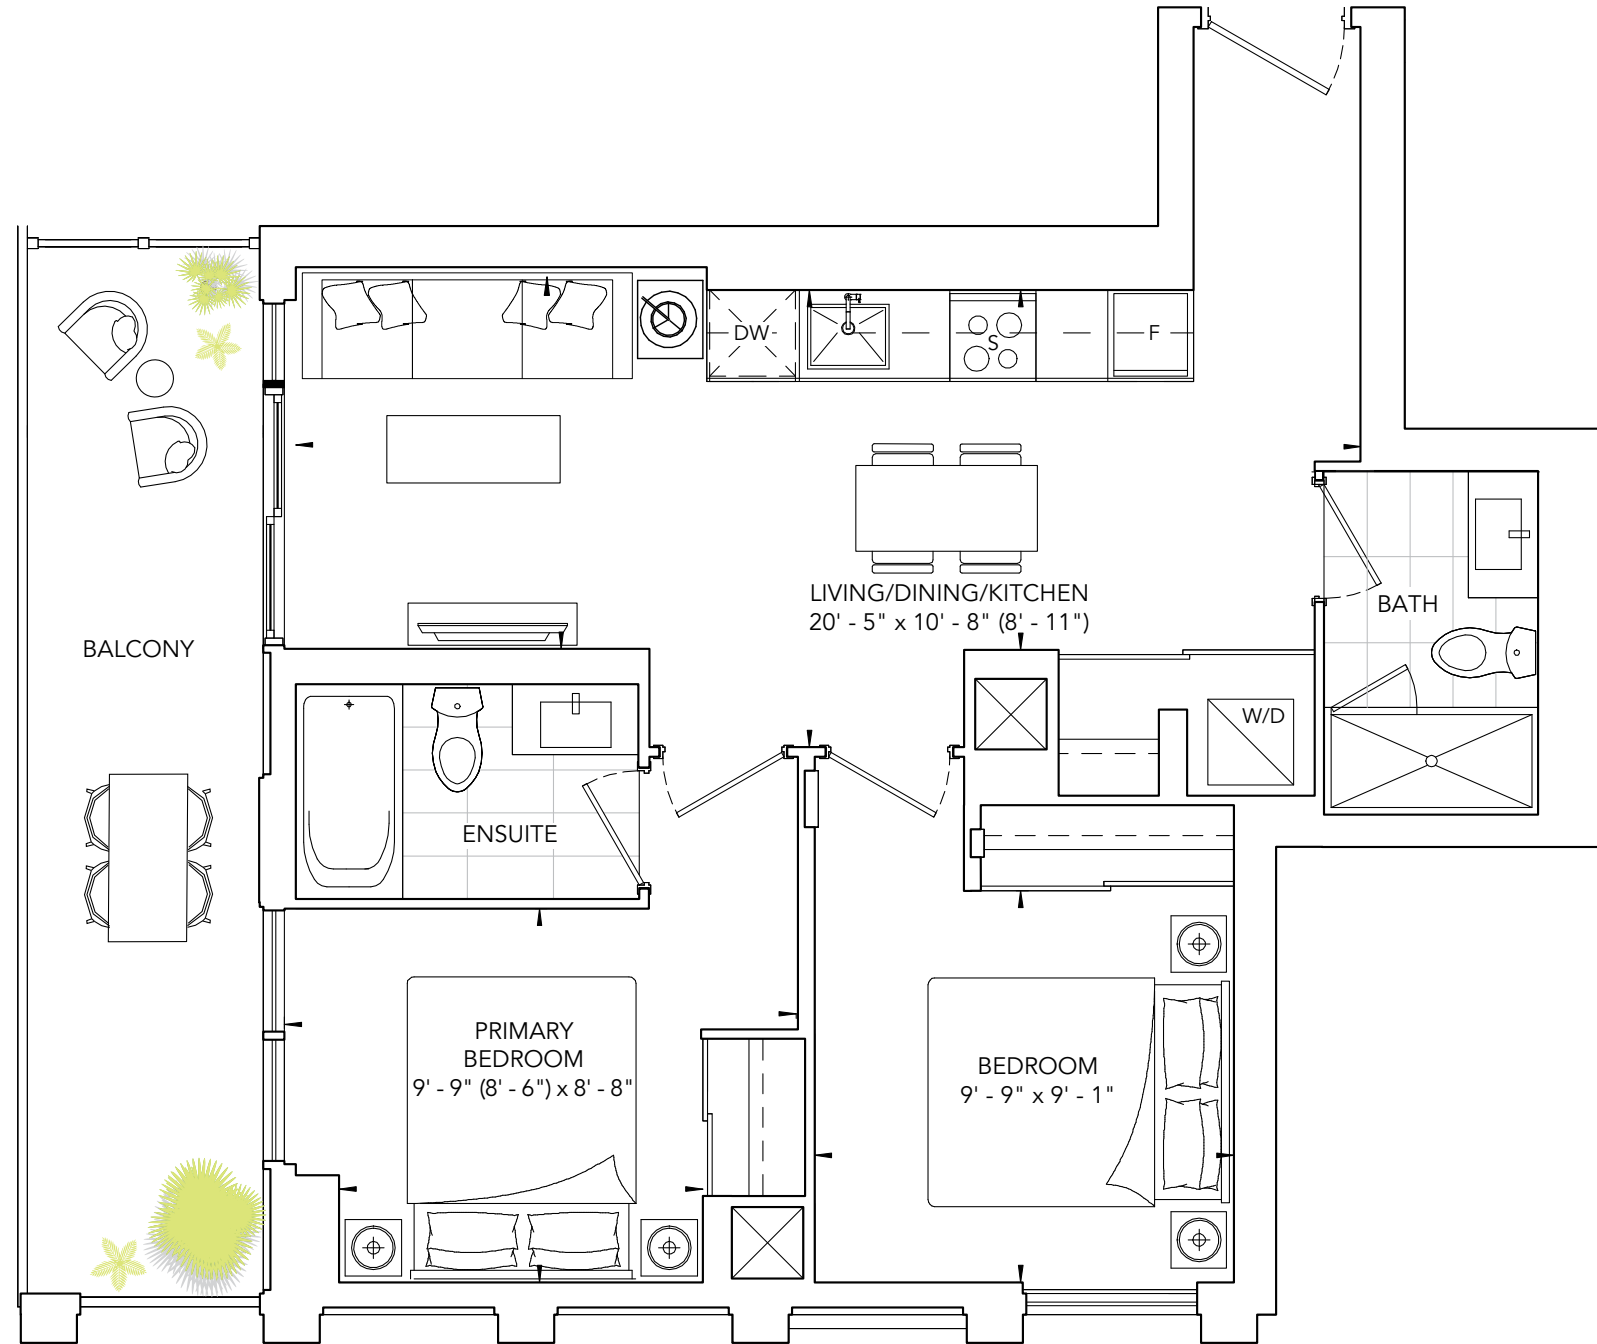 DW
S
F
LIVING/DINING/KITCHEN
20' - 5" x 10' - 8" (8' - 11")
BATH
BALCONY
W/D
ENSUITE
PRIMARY
BEDROOM
9' - 9" (8' - 6") x 8' - 8"
BEDROOM
9' - 9" x 9' - 1"